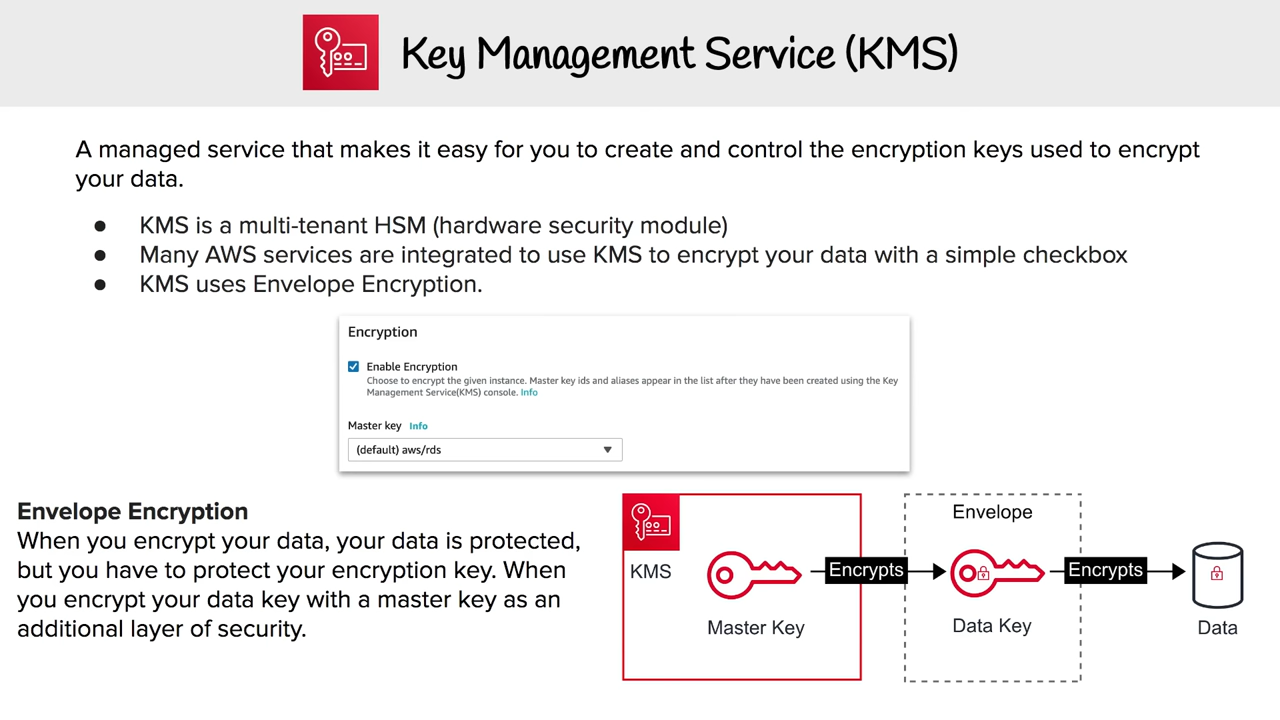 Key Management Service (KMS)
A managed service that makes it easy for you to create and control the encryption keys used to encrypt
your data.
● KMS is a multi-tenant HSM (hardware security module)
● Many AWS services are integrated to use KMS to encrypt your data with a simple checkbox
● KMS uses Envelope Encryption.
Encryption
Enable Encryption
Choose to encrypt the given instance. Master key ids and aliases appear in the list after they have been created using the Key
Management Service(KMS) console. Info
Master key Info
(default) aws/rds
Envelope Encryption
When you encrypt your data, your data is protected,
but you have to protect your encryption key. When
you encrypt your data key with a master key as an
additional layer of security.
KMS
Master Key
Encrypts
Envelope
Data Key
Encrypts
Data